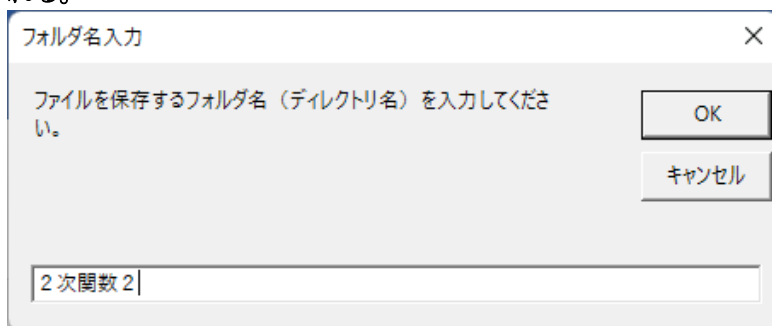 フォルダ名入力
ファイルを保存するフォルダ名（ディレクトリ名）を入力してくださ
い。
OK
キャンセル
２次関数２